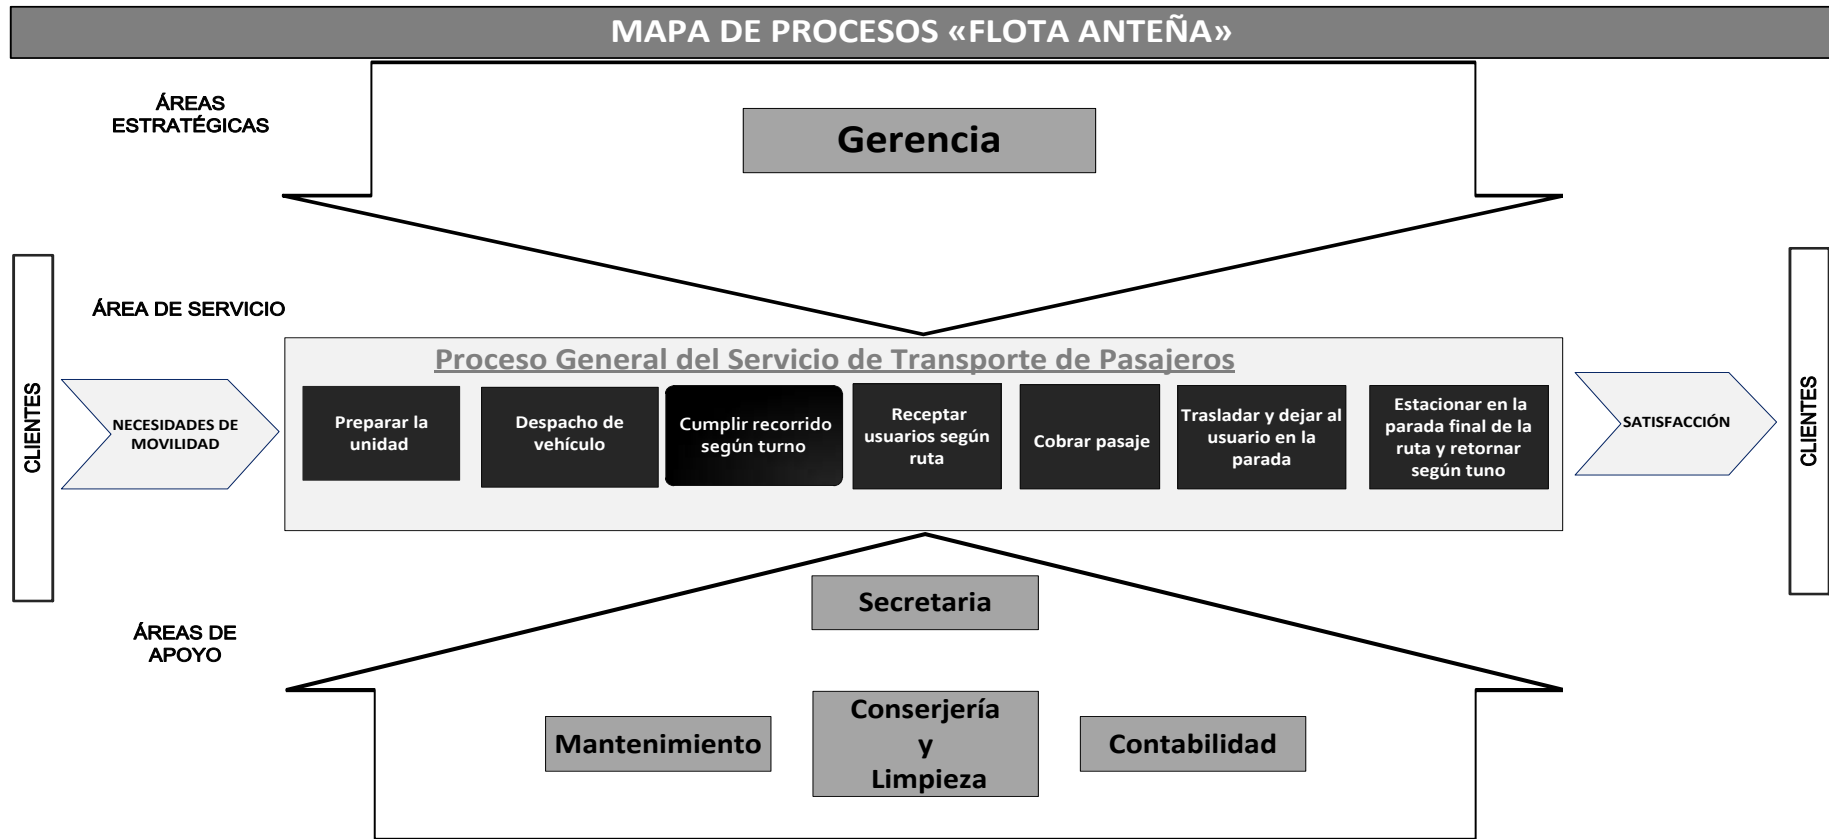 MAPA DE PROCESOS «FLOTA ANTEÑA»
ÁREAS
ESTRATÉGICAS
Gerencia
ÁREA DE SERVICIO
CLIENTES
NECESIDADES DE
MOVILIDAD
Proceso General del Servicio de Transporte de Pasajeros
Preparar la
unidad
Despacho de
vehículo
Cumplir recorrido
según turno
Receptar
usuarios según
ruta
Cobrar pasaje
Trasladar y dejar al
usuario en la
parada
Estacionar en la
parada final de la
ruta y retornar
según tuno
SATISFACCIÓN
CLIENTES
ÁREAS DE
APOYO
Secretaria
Mantenimiento
Conserjería
y
Limpieza
Contabilidad